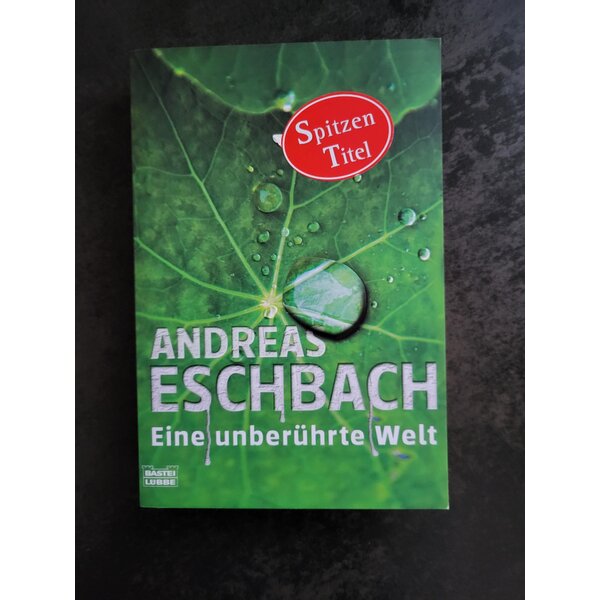 Spitzen
Titel
ANDREAS
ESCHBACH
Eine unberührte Welt
BASTEI
LÜBBE